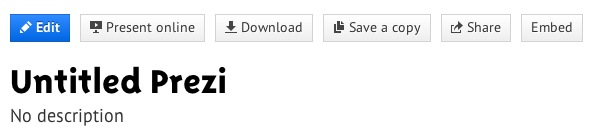 Edit Present online Download Save a copy Share Embed
Untitled Prezi
No description